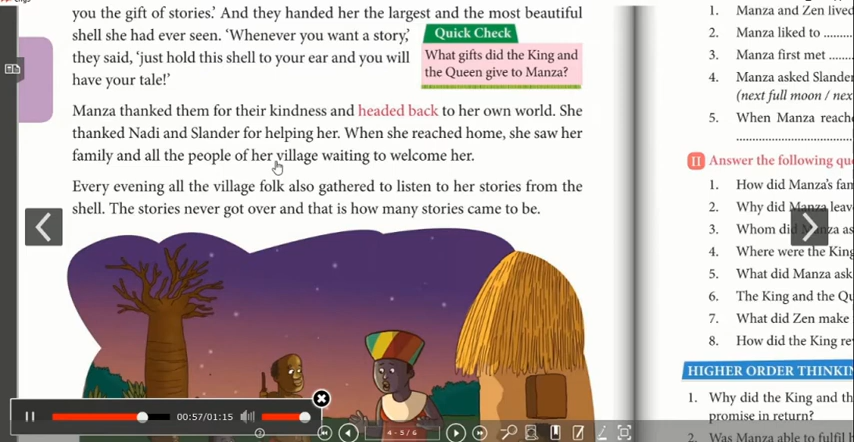 you the gift of stories.’ And they handed her the largest and the most beautiful
shell she had ever seen. ‘Whenever you want a story,’
they said, ‘just hold this shell to your ear and you will
have your tale!’
Quick Check
What gifts did the King and
the Queen give to Manza?
Manza thanked them for their kindness and headed back to her own world. She
thanked Nadi and Slander for helping her. When she reached home, she saw her
family and all the people of her village waiting to welcome her.
Every evening all the village folk also gathered to listen to her stories from the
shell. The stories never got over and that is how many stories came to be.
00:57/01:15
4 - 5 / 6
1. Manza and Zen lived
2. Manza liked to ..........
3. Manza first met ......
4. Manza asked Slander
(next full moon / nex
5. When Manza reach
II Answer the following qu
1. How did Manza’s fam
2. Why did Manza leav
3. Whom did Manza as
4. Where were the King
5. What did Manza ask
6. The King and the Qu
7. What did Zen make
8. How did the King re
HIGHER ORDER THINKIN
1. Why did the King and th
promise in return?
2. Was Manza able to fulfil h